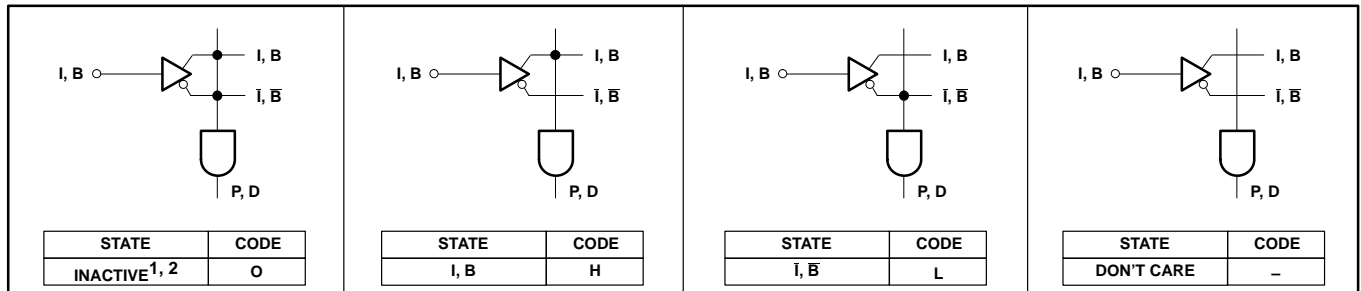 I, B
I, B
Ī, B̅
P, D
STATE CODE
INACTIVE1, 2 O
I, B
I, B
Ī, B̅
P, D
STATE CODE
I, B H
I, B
I, B
Ī, B̅
P, D
STATE CODE
Ī, B̅ L
I, B
I, B
Ī, B̅
P, D
STATE CODE
DON'T CARE –